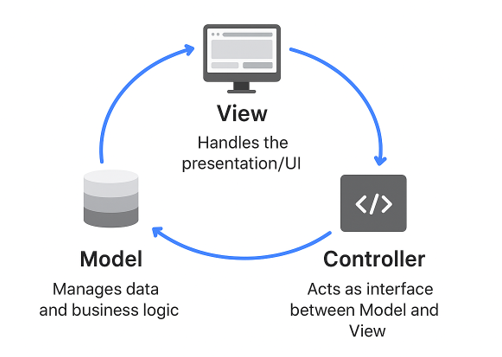 View
Handles the
presentation/UI
</>
Model
Manages data
and business logic
Controller
Acts as interface
between Model and
View